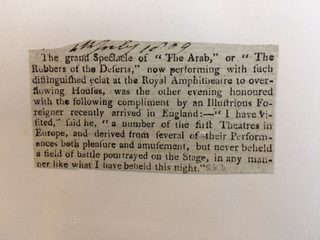 4th July 1809
The grand Spectacle of "The Arab," or "The
Robbers of the Deserts," now performing with such
distinguished eclat at the Royal Amphitheatre to over-
flowing Houses, was the other evening honoured
with the following compliment by an Illustrious Fo-
reigner recently arrived in England:—"I have Vi-
sited," said he, "a number of the first Theatres in
Europe, and derived from several of their Perform-
ances both pleasure and amusement, but never beheld
a field of battle pourtrayed on the Stage, in any man-
ner like what I have beheld this night."